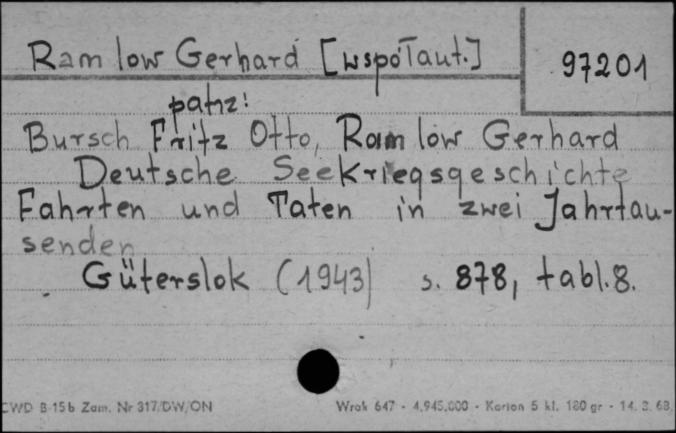 Ramlow Gerhard [współaut.] 97201
patrz:
Bursch Fritz Otto, Ramlow Gerhard
Deutsche Seekriegsgeschichte
Fahrten und Taten in zwei Jahrtau-
senden
Güterslok (1943) s. 878, tabl. 8.
CWD B-15b Zam. Nr 317/DW/ON Wrok 647 - 4,945,000 - Karton 5 kl. 180 gr - 14. 3. 68.